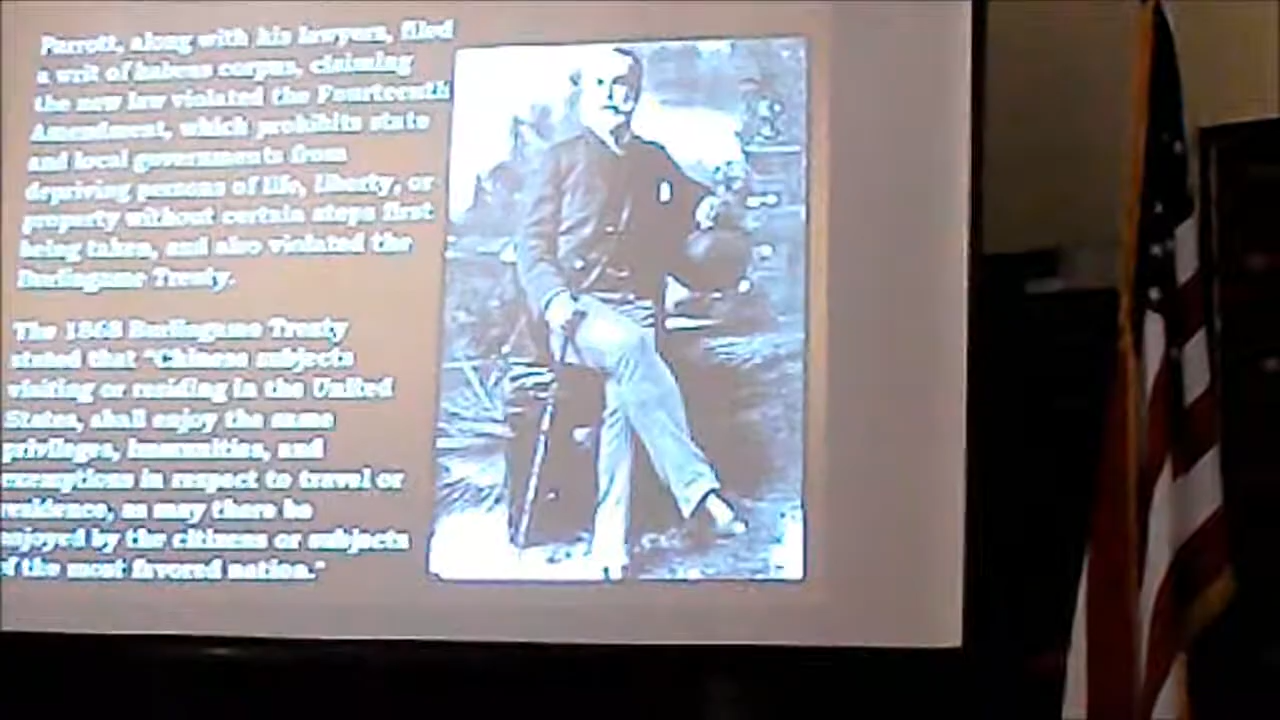 Parrott, along with his lawyers, filed
a writ of habeas corpus, claiming
the new law violated the Fourteenth
Amendment, which prohibits state
and local governments from
depriving persons of life, liberty, or
property without certain steps first
being taken, and also violated the
Burlingame Treaty.
The 1868 Burlingame Treaty
stated that "Chinese subjects
visiting or residing in the United
States, shall enjoy the same
privileges, immunities, and
exemptions in respect to travel or
residence, as may there be
enjoyed by the citizens or subjects
of the most favored nation."